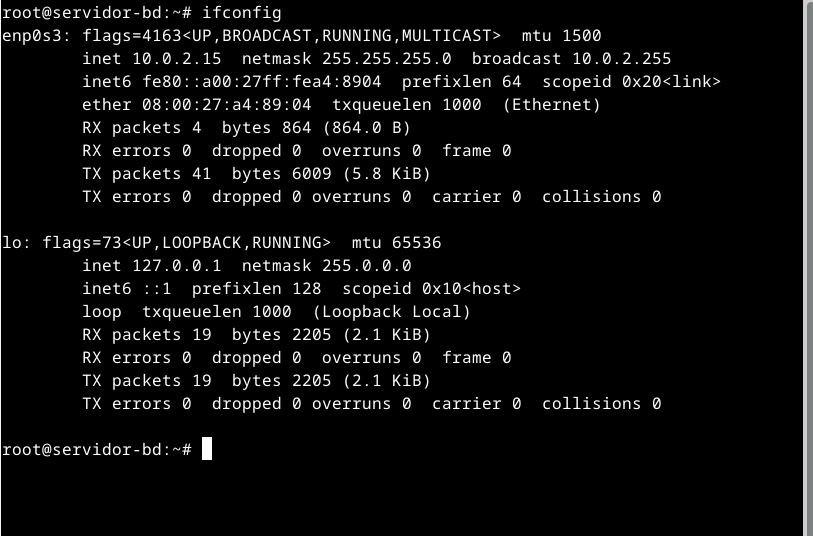 root@servidor-bd:~# ifconfig
enp0s3: flags=4163<UP,BROADCAST,RUNNING,MULTICAST>  mtu 1500
        inet 10.0.2.15  netmask 255.255.255.0  broadcast 10.0.2.255
        inet6 fe80::a00:27ff:fea4:8904  prefixlen 64  scopeid 0x20<link>
        ether 08:00:27:a4:89:04  txqueuelen 1000  (Ethernet)
        RX packets 4  bytes 864 (864.0 B)
        RX errors 0  dropped 0  overruns 0  frame 0
        TX packets 41  bytes 6009 (5.8 KiB)
        TX errors 0  dropped 0 overruns 0  carrier 0  collisions 0

lo: flags=73<UP,LOOPBACK,RUNNING>  mtu 65536
        inet 127.0.0.1  netmask 255.0.0.0
        inet6 ::1  prefixlen 128  scopeid 0x10<host>
        loop  txqueuelen 1000  (Loopback Local)
        RX packets 19  bytes 2205 (2.1 KiB)
        RX errors 0  dropped 0  overruns 0  frame 0
        TX packets 19  bytes 2205 (2.1 KiB)
        TX errors 0  dropped 0 overruns 0  carrier 0  collisions 0

root@servidor-bd:~#